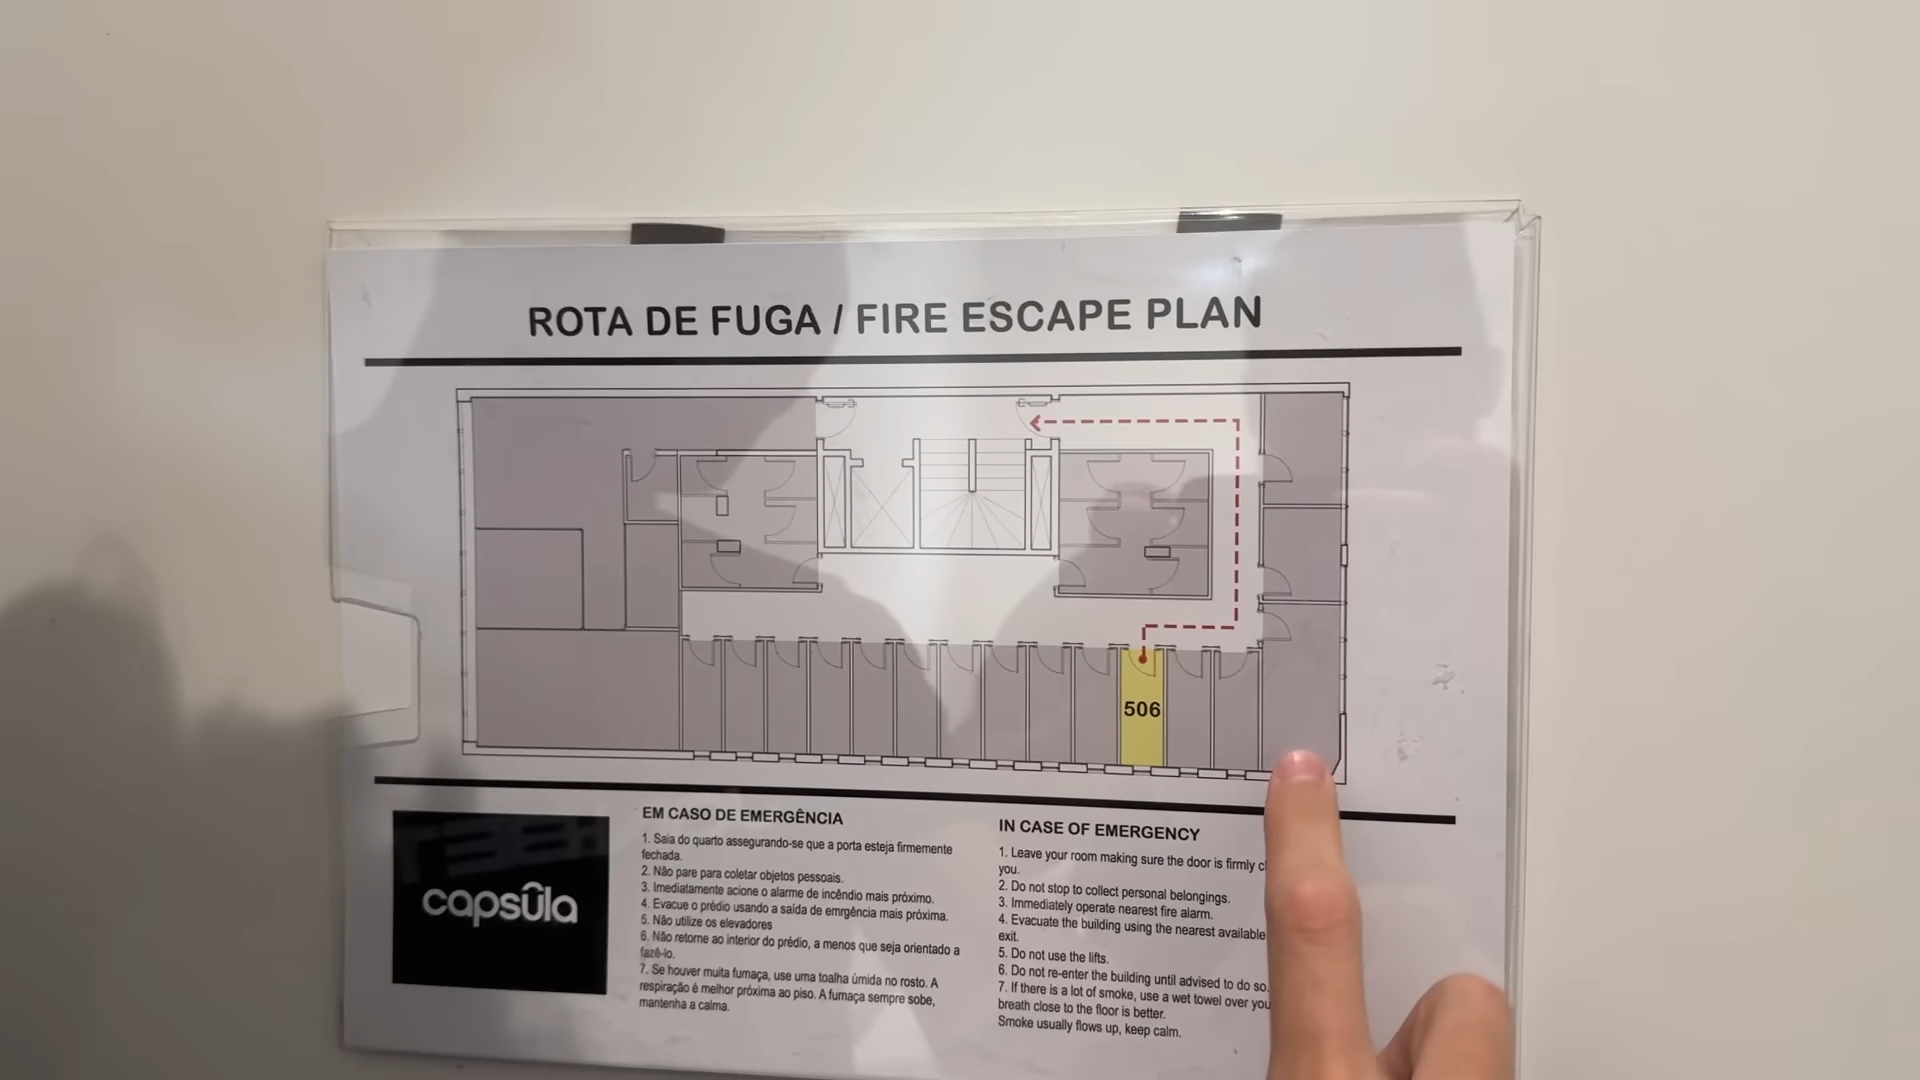 ROTA DE FUGA / FIRE ESCAPE PLAN
506
capsûla
EM CASO DE EMERGÊNCIA
1. Saia do quarto assegurando-se que a porta esteja firmemente
fechada.
2. Não pare para coletar objetos pessoais.
3. Imediatamente acione o alarme de incêndio mais próximo.
4. Evacue o prédio usando a saída de emrgência mais próxima.
5. Não utilize os elevadores
6. Não retorne ao interior do prédio, a menos que seja orientado a
fazê-lo.
7. Se houver muita fumaça, use uma toalha úmida no rosto. A
respiração é melhor próxima ao piso. A fumaça sempre sobe,
mantenha a calma.
IN CASE OF EMERGENCY
1. Leave your room making sure the door is firmly
you.
2. Do not stop to collect personal belongings.
3. Immediately operate nearest fire alarm.
4. Evacuate the building using the nearest available
exit.
5. Do not use the lifts.
6. Do not re-enter the building until advised to do so.
7. If there is a lot of smoke, use a wet towel over
breath close to the floor is better.
Smoke usually flows up, keep calm.